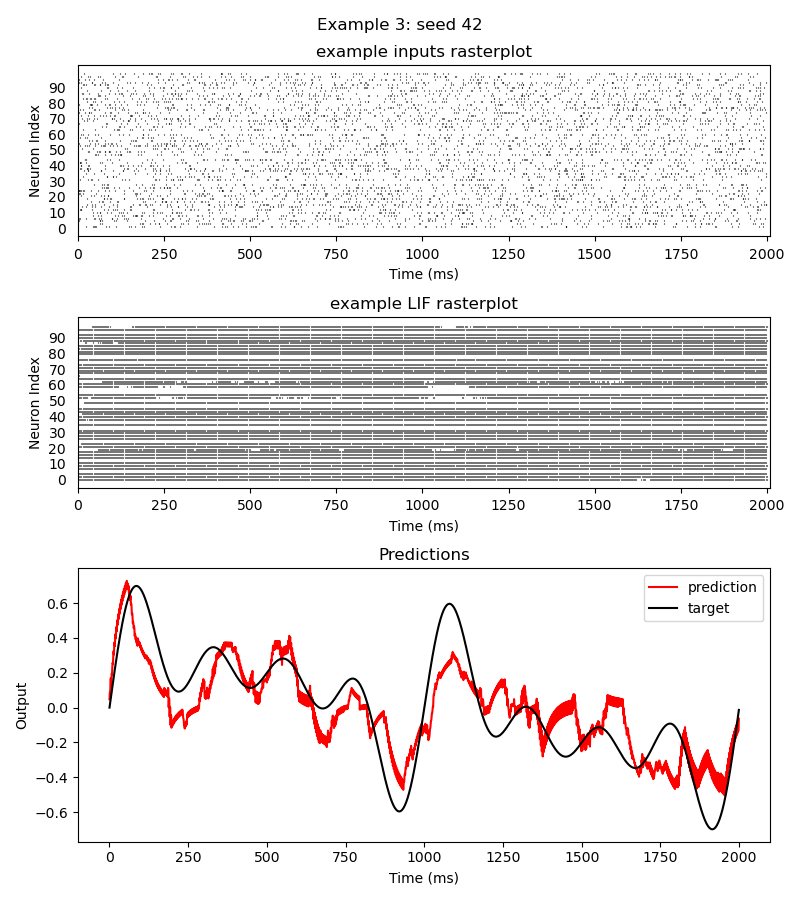 Example 3: seed 42
example inputs rasterplot
Neuron Index
90
80
70
60
50
40
30
20
10
0
0 250 500 750 1000 1250 1500 1750 2000
Time (ms)
example LIF rasterplot
Neuron Index
90
80
70
60
50
40
30
20
10
0
0 250 500 750 1000 1250 1500 1750 2000
Time (ms)
Predictions
prediction
target
Output
0.6
0.4
0.2
0.0
−0.2
−0.4
−0.6
0 250 500 750 1000 1250 1500 1750 2000
Time (ms)